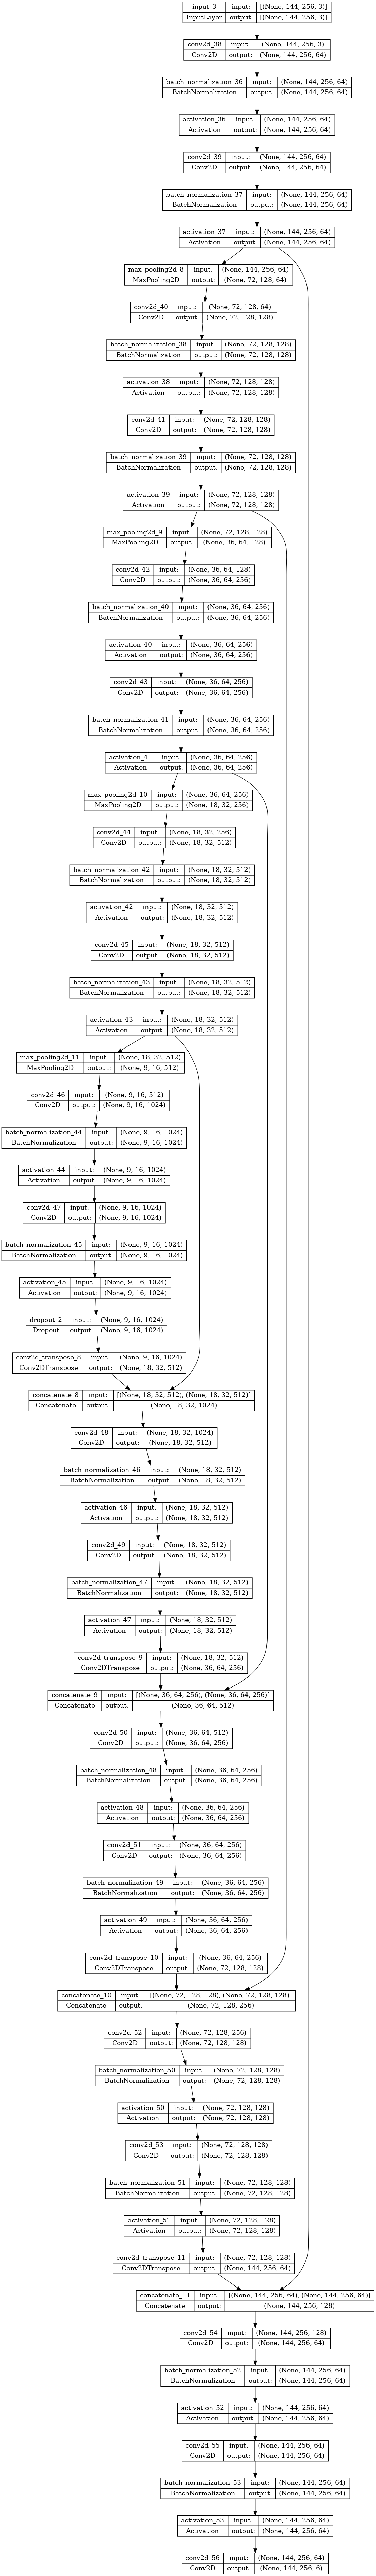 input_3 input: [(None, 144, 256, 3)]
InputLayer output: [(None, 144, 256, 3)]
conv2d_38 input: (None, 144, 256, 3)
Conv2D output: (None, 144, 256, 64)
batch_normalization_36 input: (None, 144, 256, 64)
BatchNormalization output: (None, 144, 256, 64)
activation_36 input: (None, 144, 256, 64)
Activation output: (None, 144, 256, 64)
conv2d_39 input: (None, 144, 256, 64)
Conv2D output: (None, 144, 256, 64)
batch_normalization_37 input: (None, 144, 256, 64)
BatchNormalization output: (None, 144, 256, 64)
activation_37 input: (None, 144, 256, 64)
Activation output: (None, 144, 256, 64)
max_pooling2d_8 input: (None, 144, 256, 64)
MaxPooling2D output: (None, 72, 128, 64)
conv2d_40 input: (None, 72, 128, 64)
Conv2D output: (None, 72, 128, 128)
batch_normalization_38 input: (None, 72, 128, 128)
BatchNormalization output: (None, 72, 128, 128)
activation_38 input: (None, 72, 128, 128)
Activation output: (None, 72, 128, 128)
conv2d_41 input: (None, 72, 128, 128)
Conv2D output: (None, 72, 128, 128)
batch_normalization_39 input: (None, 72, 128, 128)
BatchNormalization output: (None, 72, 128, 128)
activation_39 input: (None, 72, 128, 128)
Activation output: (None, 72, 128, 128)
max_pooling2d_9 input: (None, 72, 128, 128)
MaxPooling2D output: (None, 36, 64, 128)
conv2d_42 input: (None, 36, 64, 128)
Conv2D output: (None, 36, 64, 256)
batch_normalization_40 input: (None, 36, 64, 256)
BatchNormalization output: (None, 36, 64, 256)
activation_40 input: (None, 36, 64, 256)
Activation output: (None, 36, 64, 256)
conv2d_43 input: (None, 36, 64, 256)
Conv2D output: (None, 36, 64, 256)
batch_normalization_41 input: (None, 36, 64, 256)
BatchNormalization output: (None, 36, 64, 256)
activation_41 input: (None, 36, 64, 256)
Activation output: (None, 36, 64, 256)
max_pooling2d_10 input: (None, 36, 64, 256)
MaxPooling2D output: (None, 18, 32, 256)
conv2d_44 input: (None, 18, 32, 256)
Conv2D output: (None, 18, 32, 512)
batch_normalization_42 input: (None, 18, 32, 512)
BatchNormalization output: (None, 18, 32, 512)
activation_42 input: (None, 18, 32, 512)
Activation output: (None, 18, 32, 512)
conv2d_45 input: (None, 18, 32, 512)
Conv2D output: (None, 18, 32, 512)
batch_normalization_43 input: (None, 18, 32, 512)
BatchNormalization output: (None, 18, 32, 512)
activation_43 input: (None, 18, 32, 512)
Activation output: (None, 18, 32, 512)
max_pooling2d_11 input: (None, 18, 32, 512)
MaxPooling2D output: (None, 9, 16, 512)
conv2d_46 input: (None, 9, 16, 512)
Conv2D output: (None, 9, 16, 1024)
batch_normalization_44 input: (None, 9, 16, 1024)
BatchNormalization output: (None, 9, 16, 1024)
activation_44 input: (None, 9, 16, 1024)
Activation output: (None, 9, 16, 1024)
conv2d_47 input: (None, 9, 16, 1024)
Conv2D output: (None, 9, 16, 1024)
batch_normalization_45 input: (None, 9, 16, 1024)
BatchNormalization output: (None, 9, 16, 1024)
activation_45 input: (None, 9, 16, 1024)
Activation output: (None, 9, 16, 1024)
dropout_2 input: (None, 9, 16, 1024)
Dropout output: (None, 9, 16, 1024)
conv2d_transpose_8 input: (None, 9, 16, 1024)
Conv2DTranspose output: (None, 18, 32, 512)
concatenate_8 input: [(None, 18, 32, 512), (None, 18, 32, 512)]
Concatenate output: (None, 18, 32, 1024)
conv2d_48 input: (None, 18, 32, 1024)
Conv2D output: (None, 18, 32, 512)
batch_normalization_46 input: (None, 18, 32, 512)
BatchNormalization output: (None, 18, 32, 512)
activation_46 input: (None, 18, 32, 512)
Activation output: (None, 18, 32, 512)
conv2d_49 input: (None, 18, 32, 512)
Conv2D output: (None, 18, 32, 512)
batch_normalization_47 input: (None, 18, 32, 512)
BatchNormalization output: (None, 18, 32, 512)
activation_47 input: (None, 18, 32, 512)
Activation output: (None, 18, 32, 512)
conv2d_transpose_9 input: (None, 18, 32, 512)
Conv2DTranspose output: (None, 36, 64, 256)
concatenate_9 input: [(None, 36, 64, 256), (None, 36, 64, 256)]
Concatenate output: (None, 36, 64, 512)
conv2d_50 input: (None, 36, 64, 512)
Conv2D output: (None, 36, 64, 256)
batch_normalization_48 input: (None, 36, 64, 256)
BatchNormalization output: (None, 36, 64, 256)
activation_48 input: (None, 36, 64, 256)
Activation output: (None, 36, 64, 256)
conv2d_51 input: (None, 36, 64, 256)
Conv2D output: (None, 36, 64, 256)
batch_normalization_49 input: (None, 36, 64, 256)
BatchNormalization output: (None, 36, 64, 256)
activation_49 input: (None, 36, 64, 256)
Activation output: (None, 36, 64, 256)
conv2d_transpose_10 input: (None, 36, 64, 256)
Conv2DTranspose output: (None, 72, 128, 128)
concatenate_10 input: [(None, 72, 128, 128), (None, 72, 128, 128)]
Concatenate output: (None, 72, 128, 256)
conv2d_52 input: (None, 72, 128, 256)
Conv2D output: (None, 72, 128, 128)
batch_normalization_50 input: (None, 72, 128, 128)
BatchNormalization output: (None, 72, 128, 128)
activation_50 input: (None, 72, 128, 128)
Activation output: (None, 72, 128, 128)
conv2d_53 input: (None, 72, 128, 128)
Conv2D output: (None, 72, 128, 128)
batch_normalization_51 input: (None, 72, 128, 128)
BatchNormalization output: (None, 72, 128, 128)
activation_51 input: (None, 72, 128, 128)
Activation output: (None, 72, 128, 128)
conv2d_transpose_11 input: (None, 72, 128, 128)
Conv2DTranspose output: (None, 144, 256, 64)
concatenate_11 input: [(None, 144, 256, 64), (None, 144, 256, 64)]
Concatenate output: (None, 144, 256, 128)
conv2d_54 input: (None, 144, 256, 128)
Conv2D output: (None, 144, 256, 64)
batch_normalization_52 input: (None, 144, 256, 64)
BatchNormalization output: (None, 144, 256, 64)
activation_52 input: (None, 144, 256, 64)
Activation output: (None, 144, 256, 64)
conv2d_55 input: (None, 144, 256, 64)
Conv2D output: (None, 144, 256, 64)
batch_normalization_53 input: (None, 144, 256, 64)
BatchNormalization output: (None, 144, 256, 64)
activation_53 input: (None, 144, 256, 64)
Activation output: (None, 144, 256, 64)
conv2d_56 input: (None, 144, 256, 64)
Conv2D output: (None, 144, 256, 6)